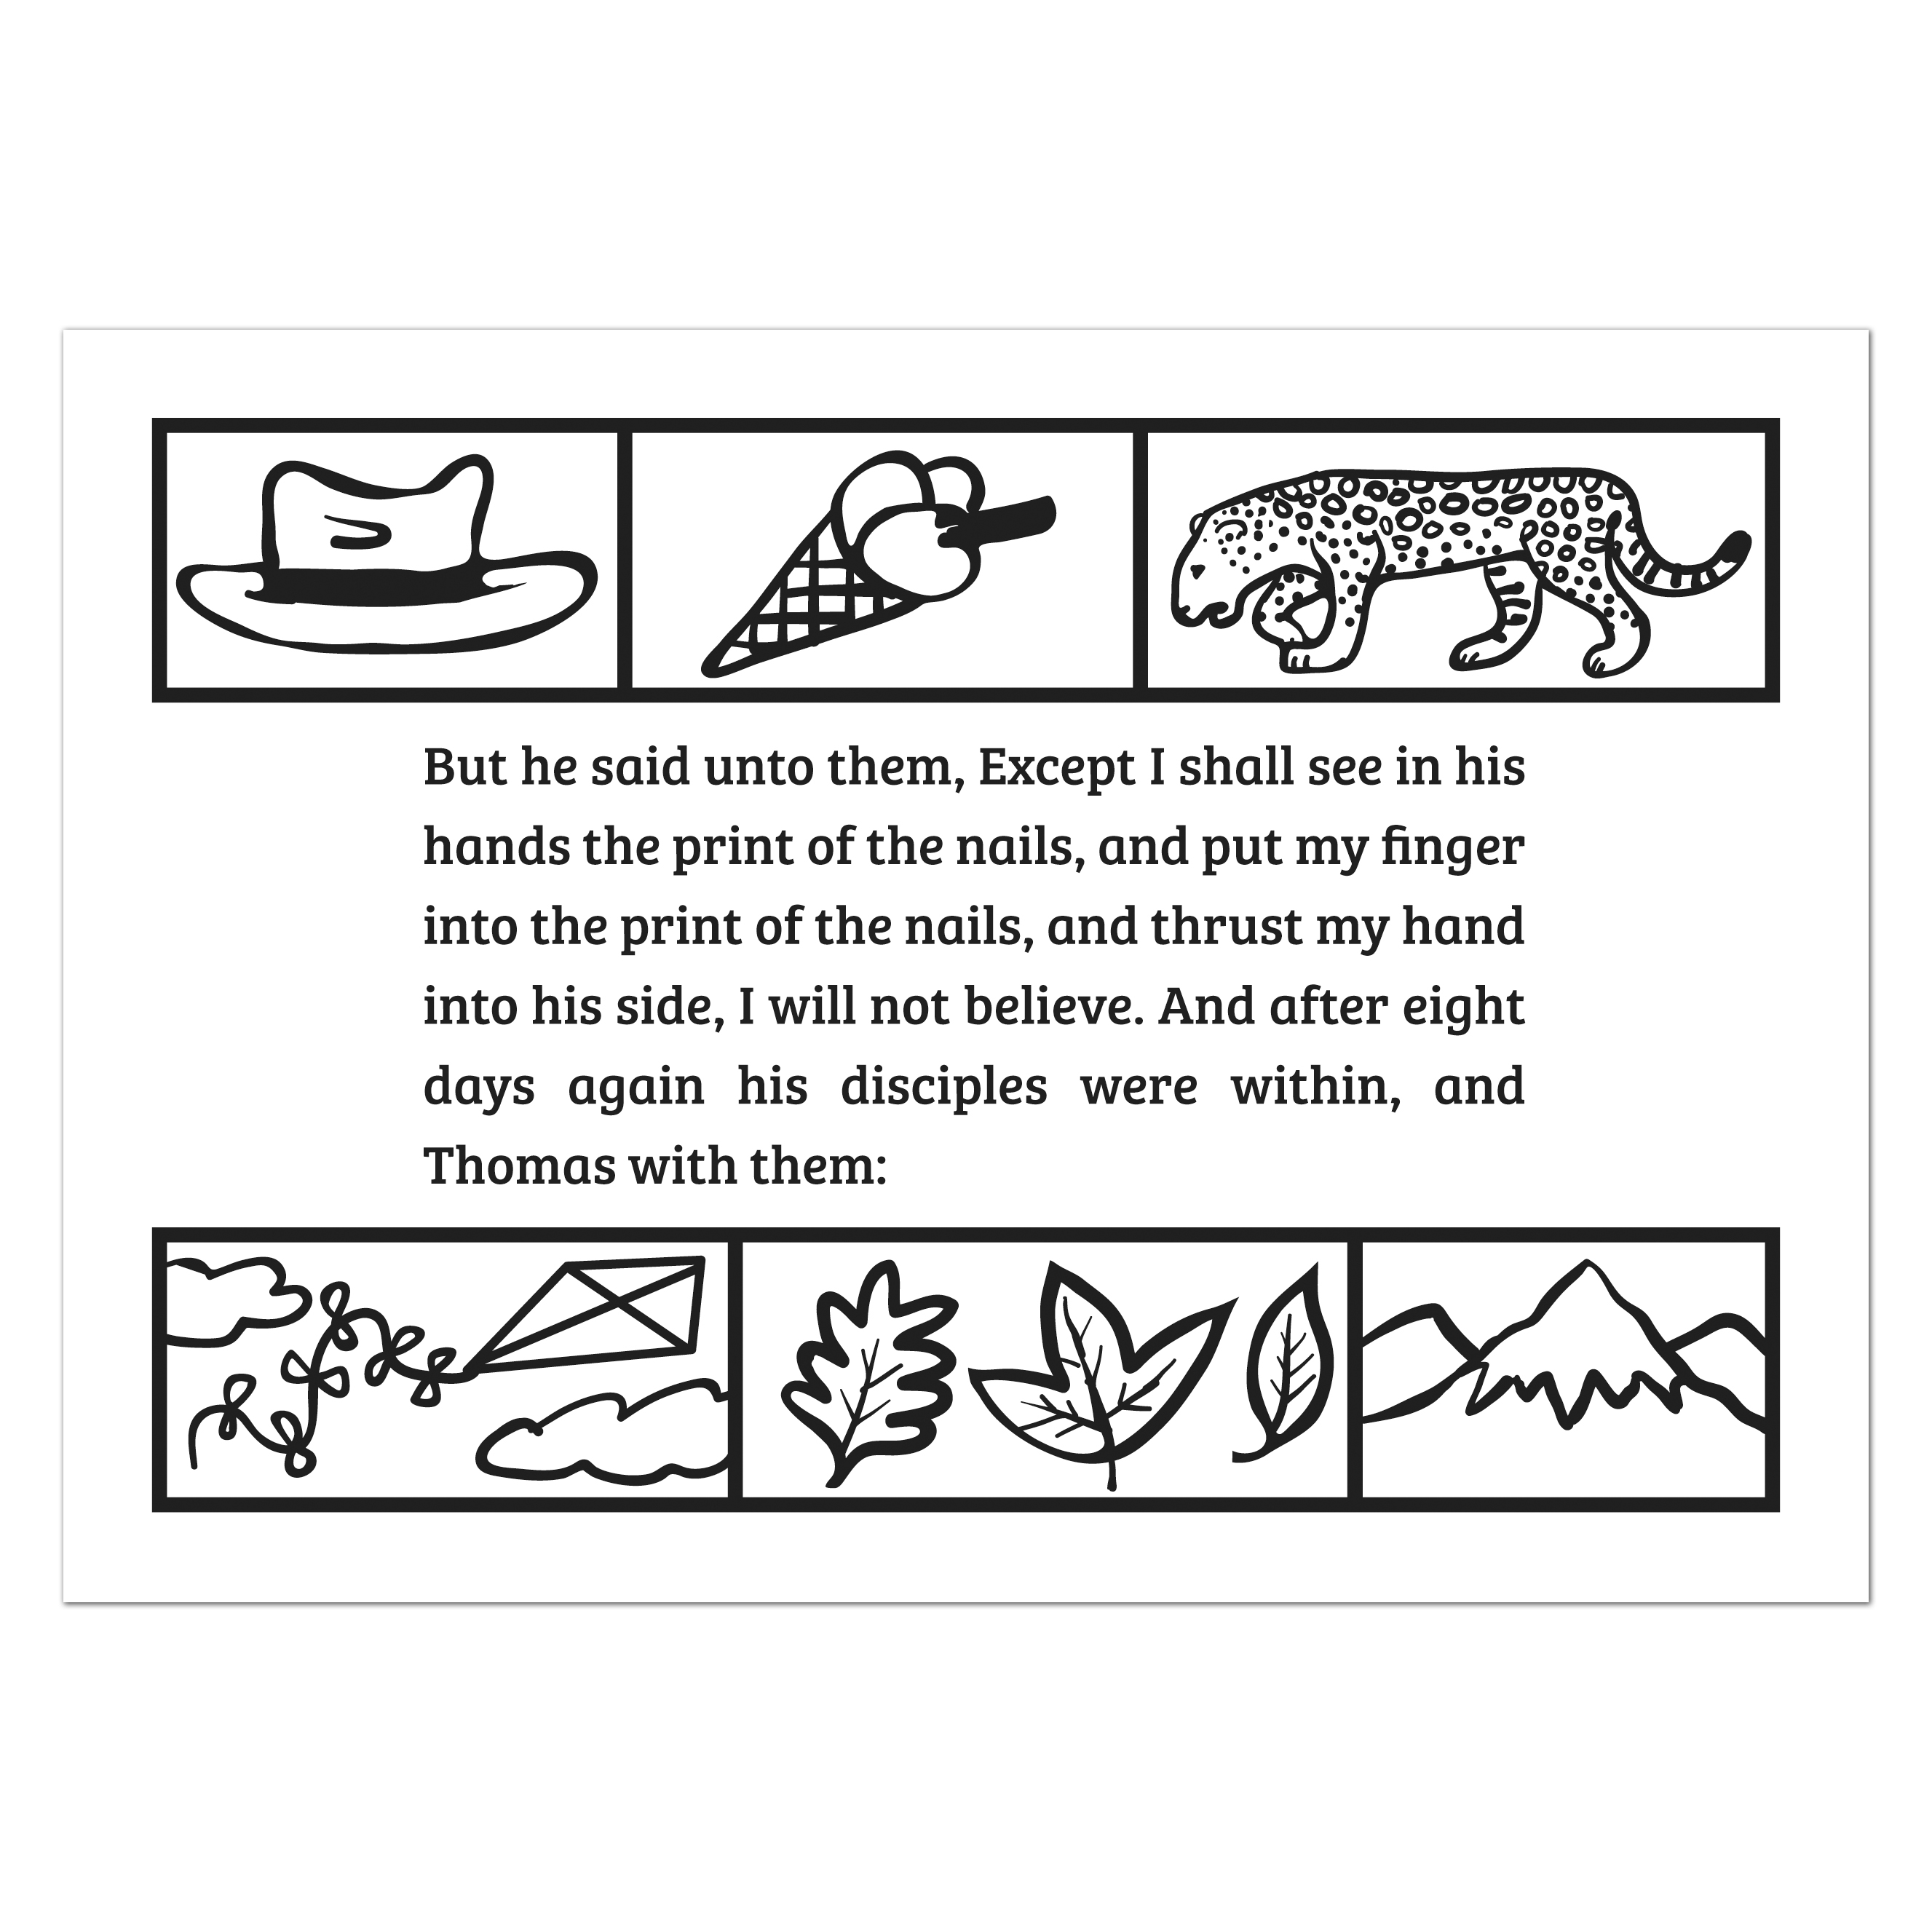 But he said unto them, Except I shall see in his
hands the print of the nails, and put my finger
into the print of the nails, and thrust my hand
into his side, I will not believe. And after eight
days again his disciples were within, and
Thomas with them: